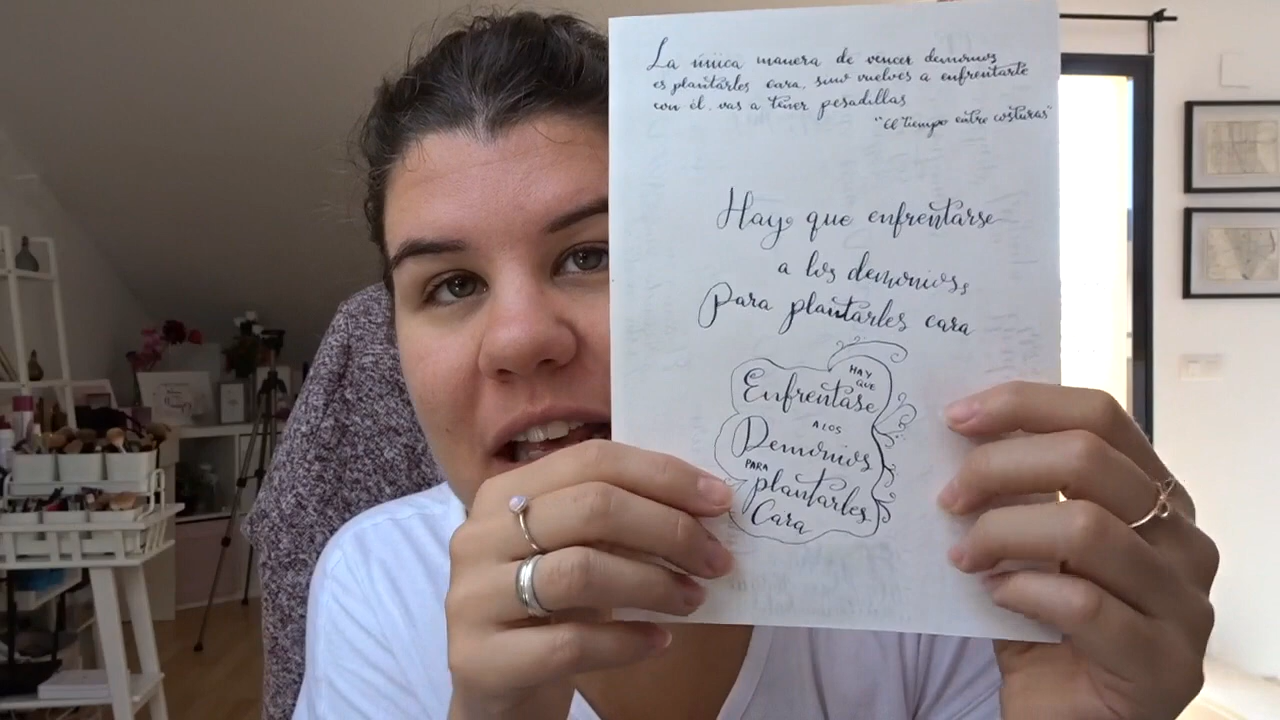 La única manera de vencer demonios
es plantarles cara, sino vuelves a enfrentarte
con él, vas a tener pesadillas
"El tiempo entre costuras"
Hay que enfrentarse
a los demonios,
Para plantarles cara
HAY
QUE
Enfrentase
A LOS
Demonios
PARA
plantarles
Cara